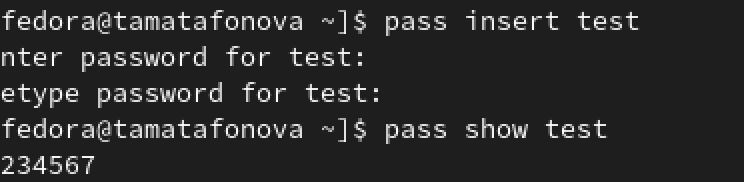 fedora@tamatafonova ~]$ pass insert test
nter password for test:
etype password for test:
fedora@tamatafonova ~]$ pass show test
234567